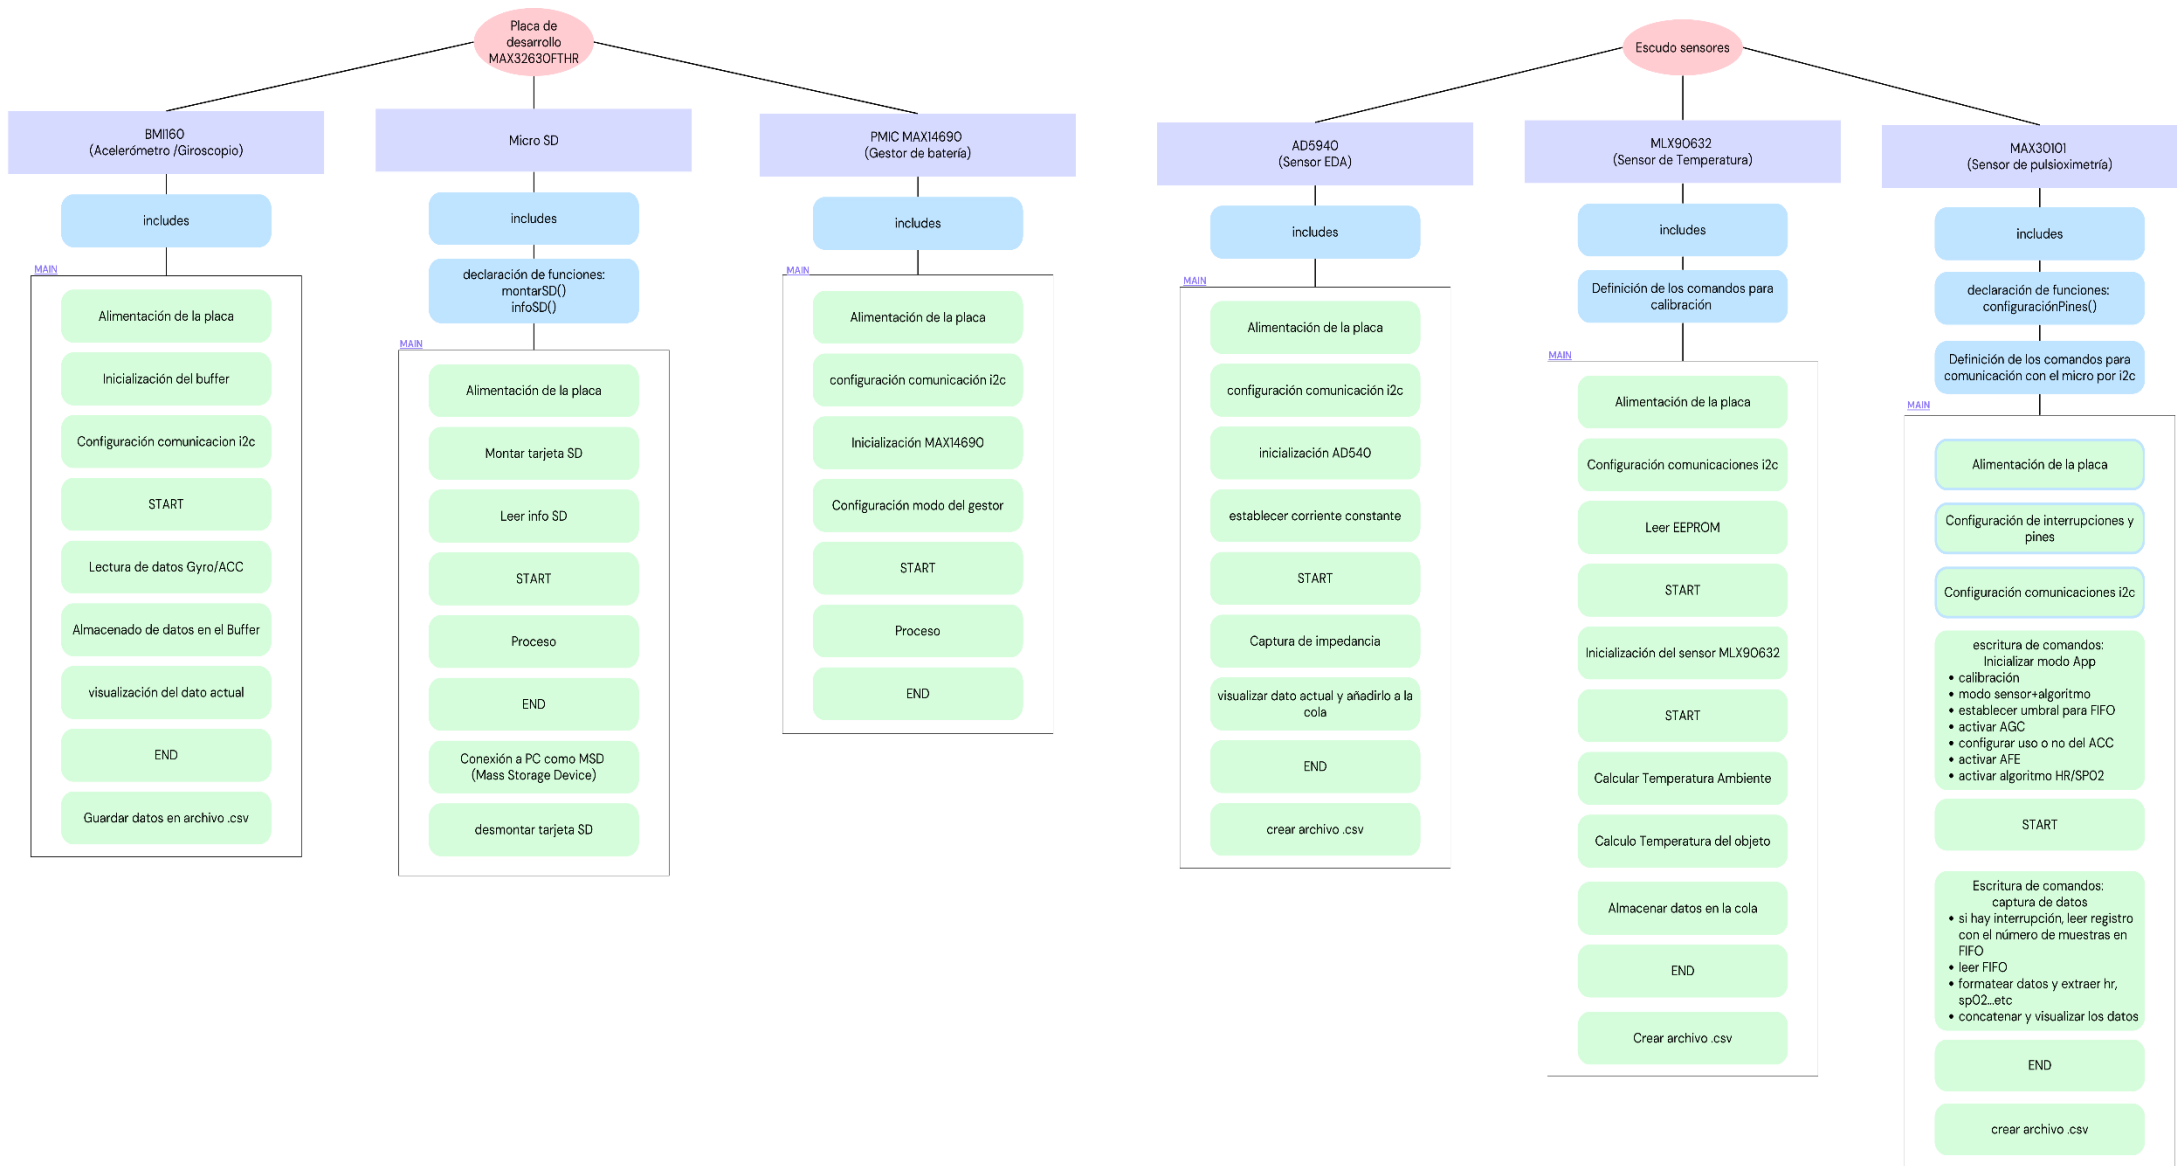 Placa de
desarrollo
MAX32630FTHR
BMI160
(Acelerómetro /Giroscopio)
includes
MAIN
Alimentación de la placa
Inicialización del buffer
Configuración comunicacion i2c
START
Lectura de datos Gyro/ACC
Almacenado de datos en el Buffer
visualización del dato actual
END
Guardar datos en archivo .csv
Micro SD
includes
declaración de funciones:
montarSD()
infoSD()
MAIN
Alimentación de la placa
Montar tarjeta SD
Leer info SD
START
Proceso
END
Conexión a PC como MSD
(Mass Storage Device)
desmontar tarjeta SD
PMIC MAX14690
(Gestor de batería)
includes
MAIN
Alimentación de la placa
configuración comunicación i2c
Inicialización MAX14690
Configuración modo del gestor
START
Proceso
END
Escudo sensores
AD5940
(Sensor EDA)
includes
MAIN
Alimentación de la placa
configuración comunicación i2c
inicialización AD540
establecer corriente constante
START
Captura de impedancia
visualizar dato actual y añadirlo a la
cola
END
crear archivo .csv
MLX90632
(Sensor de Temperatura)
includes
Definición de los comandos para
calibración
MAIN
Alimentación de la placa
Configuración comunicaciones i2c
Leer EEPROM
START
Inicialización del sensor MLX90632
START
Calcular Temperatura Ambiente
Calculo Temperatura del objeto
Almacenar datos en la cola
END
Crear archivo .csv
MAX30101
(Sensor de pulsioximetría)
includes
declaración de funciones:
configuraciónPines()
Definición de los comandos para
comunicación con el micro por i2c
MAIN
Alimentación de la placa
Configuración de interrupciones y
pines
Configuración comunicaciones i2c
escritura de comandos:
Inicializar modo App
• calibración
• modo sensor+algoritmo
• establecer umbral para FIFO
• activar AGC
• configurar uso o no del ACC
• activar AFE
• activar algoritmo HR/SPO2
START
Escritura de comandos:
captura de datos
• si hay interrupción, leer registro
con el número de muestras en
FIFO
• leer FIFO
• formatear datos y extraer hr,
spO2...etc
• concatenar y visualizar los datos
END
crear archivo .csv